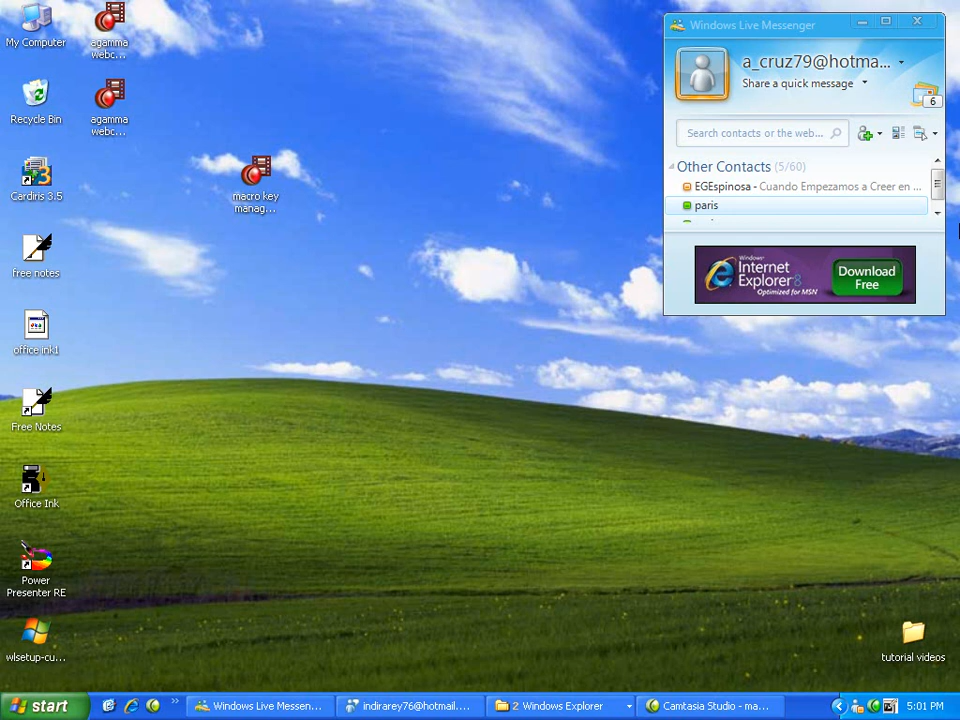 My Computer
agamma
webc...
Recycle Bin
agamma
webc...
Cardiris 3.5
macro key
manag...
free notes
office ink1
Free Notes
Office Ink
Power
Presenter RE
wlsetup-cu...
tutorial videos
Windows Live Messenger
a_cruz79@hotma...
Share a quick message
6
Search contacts or the web...
Other Contacts (5/60)
EGEspinosa - Cuando Empezamos a Creer en ...
paris
Windows
Internet
Explorer 8
Optimized for MSN
Download
Free
start
Windows Live Messen...
indirarey76@hotmail....
2 Windows Explorer
Camtasia Studio - ma...
5:01 PM